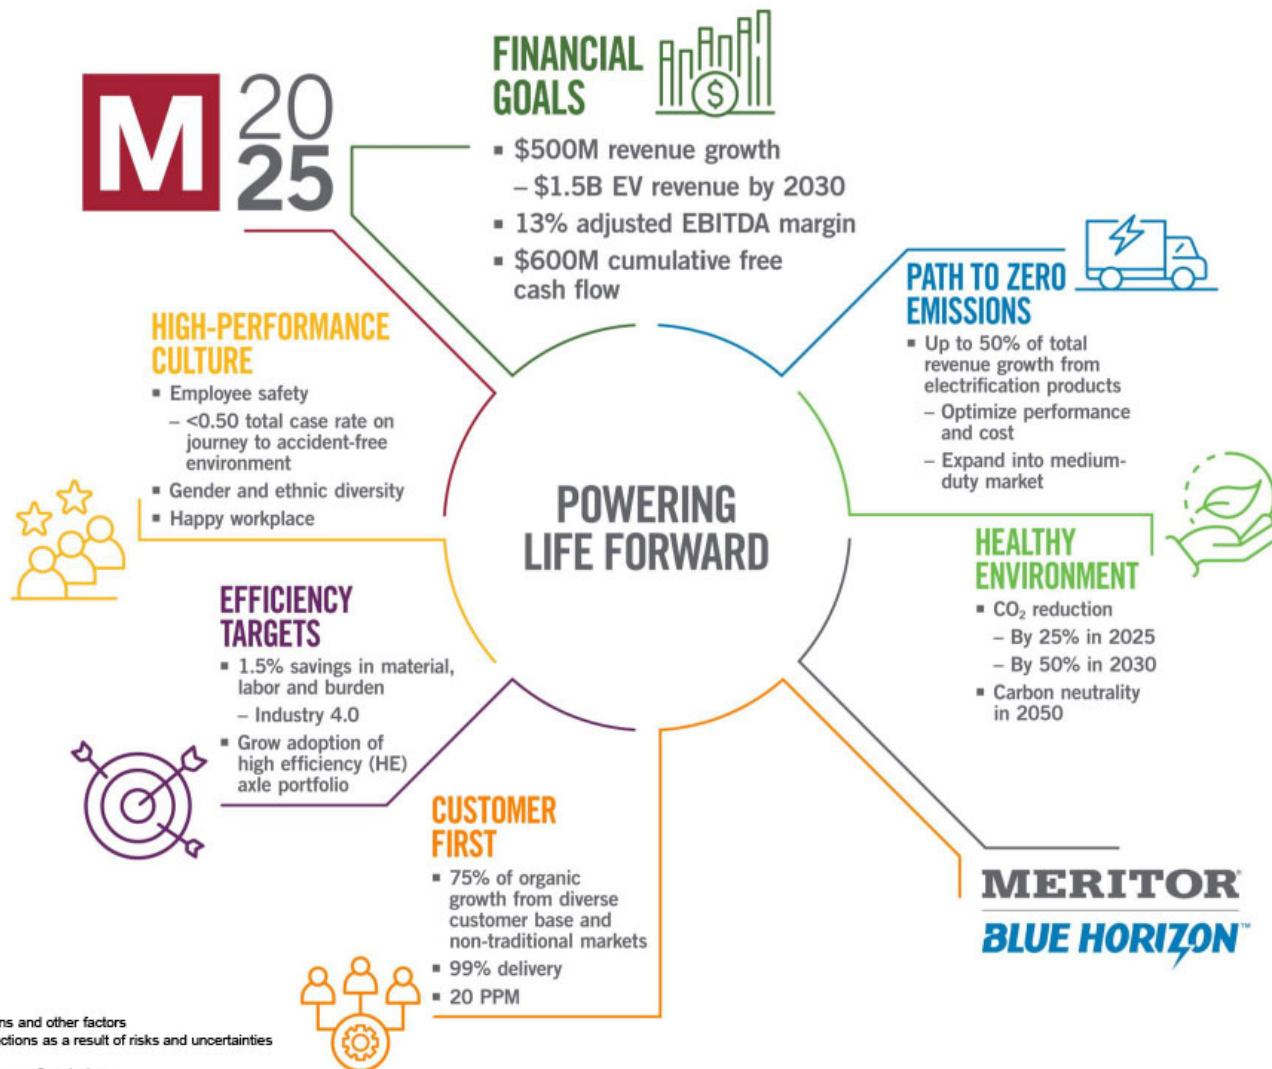 M 20
25
FINANCIAL
GOALS
$
▪ $500M revenue growth
– $1.5B EV revenue by 2030
▪ 13% adjusted EBITDA margin
▪ $600M cumulative free
cash flow
PATH TO ZERO
EMISSIONS
▪ Up to 50% of total
revenue growth from
electrification products
– Optimize performance
and cost
– Expand into medium-
duty market
HIGH-PERFORMANCE
CULTURE
▪ Employee safety
– <0.50 total case rate on
journey to accident-free
environment
▪ Gender and ethnic diversity
▪ Happy workplace
POWERING
LIFE FORWARD
HEALTHY
ENVIRONMENT
▪ CO₂ reduction
– By 25% in 2025
– By 50% in 2030
▪ Carbon neutrality
in 2050
EFFICIENCY
TARGETS
▪ 1.5% savings in material,
labor and burden
– Industry 4.0
▪ Grow adoption of
high efficiency (HE)
axle portfolio
CUSTOMER
FIRST
▪ 75% of organic
growth from diverse
customer base and
non-traditional markets
▪ 99% delivery
▪ 20 PPM
MERITOR®
BLUE HORIZON™
ns and other factors
ctions as a result of risks and uncertainties